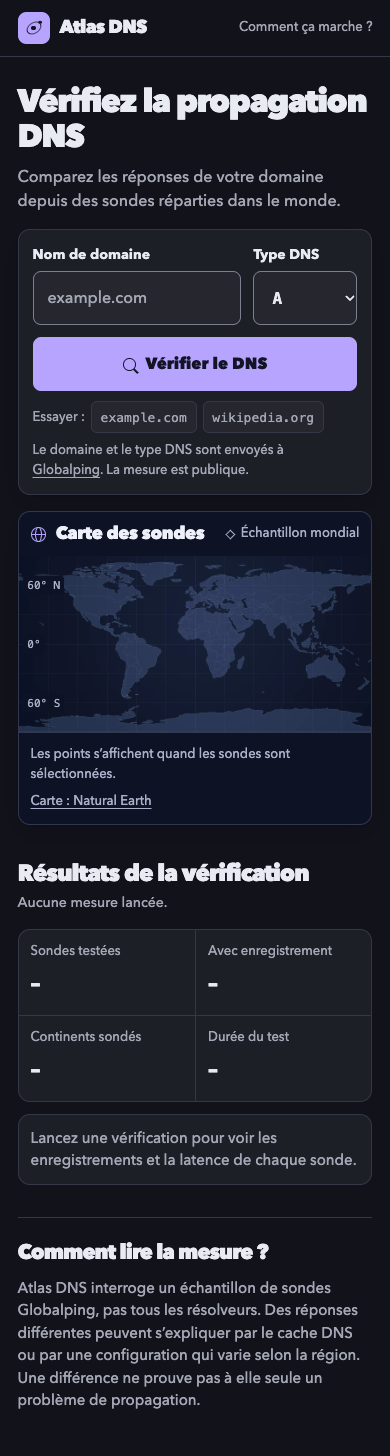 Atlas DNS
Comment ça marche ?
Vérifiez la propagation
DNS
Comparez les réponses de votre domaine
depuis des sondes réparties dans le monde.
Nom de domaine
Type DNS
example.com
A
Vérifier le DNS
Essayer :
example.com
wikipedia.org
Le domaine et le type DNS sont envoyés à
Globalping. La mesure est publique.
Carte des sondes
◇ Échantillon mondial
60° N
0°
60° S
Les points s’affichent quand les sondes sont
sélectionnées.
Carte : Natural Earth
Résultats de la vérification
Aucune mesure lancée.
Sondes testées
–
Avec enregistrement
–
Continents sondés
–
Durée du test
–
Lancez une vérification pour voir les
enregistrements et la latence de chaque sonde.
Comment lire la mesure ?
Atlas DNS interroge un échantillon de sondes
Globalping, pas tous les résolveurs. Des réponses
différentes peuvent s’expliquer par le cache DNS
ou par une configuration qui varie selon la région.
Une différence ne prouve pas à elle seule un
problème de propagation.